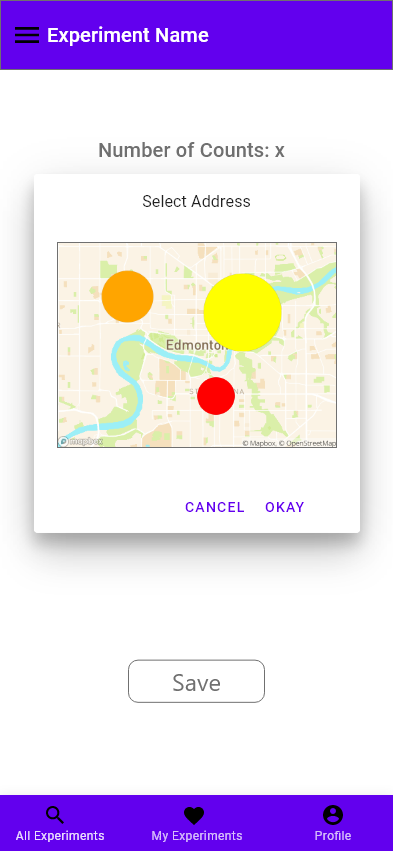 Experiment Name
Number of Counts: x
Select Address
Edmonton
mapbox
© Mapbox, © OpenStreetMap
CANCEL OKAY
Save
All Experiments My Experiments Profile